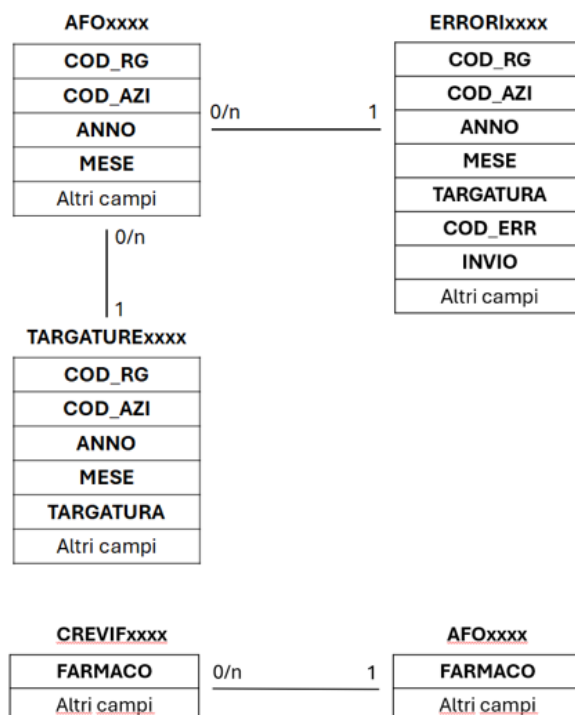 AFOxxxx
COD_RG
COD_AZI
ANNO
MESE
Altri campi
0/n
1
ERRORIxxxx
COD_RG
COD_AZI
ANNO
MESE
TARGATURA
COD_ERR
INVIO
Altri campi
0/n
1
TARGATURExxxx
COD_RG
COD_AZI
ANNO
MESE
TARGATURA
Altri campi
CREVIFxxxx
FARMACO
Altri campi
0/n
1
AFOxxxx
FARMACO
Altri campi